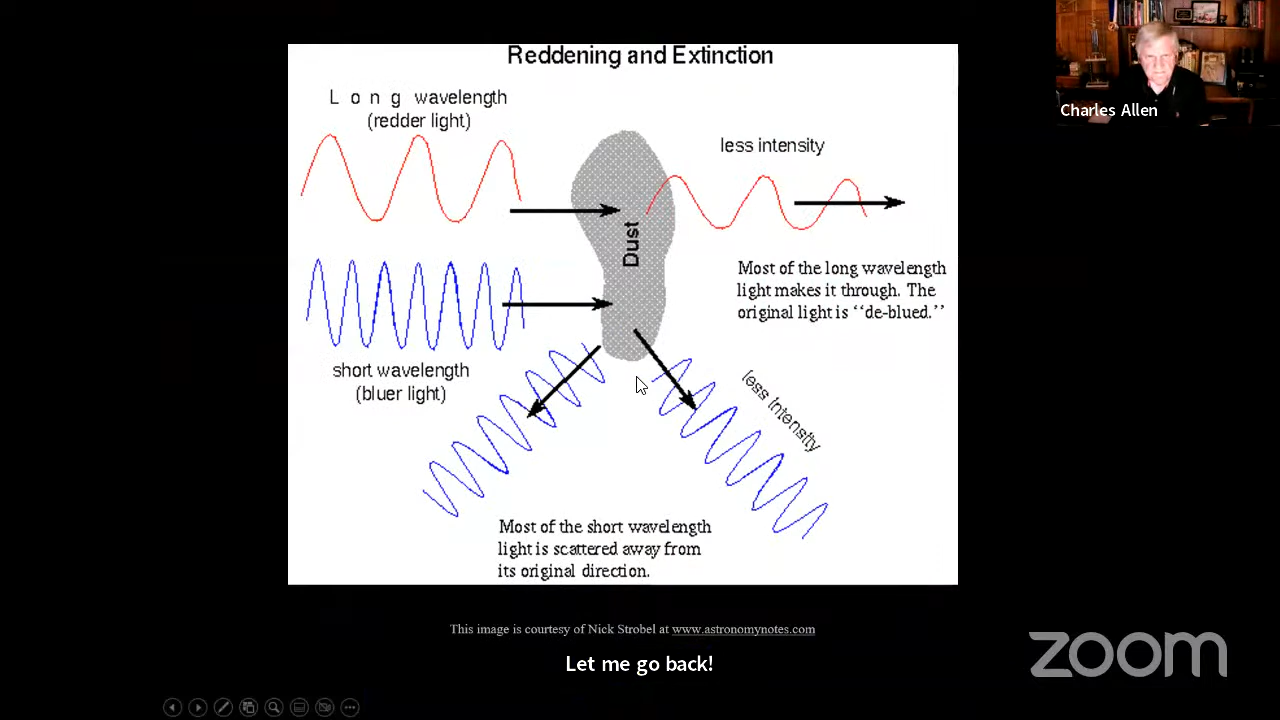 Reddening and Extinction
L o n g wavelength
(redder light)
less intensity
Charles Allen
Dust
Most of the long wavelength
light makes it through. The
original light is “de-blued.”
short wavelength
(bluer light)
less intensity
Most of the short wavelength
light is scattered away from
its original direction.
This image is courtesy of Nick Strobel at www.astronomynotes.com
Let me go back!
zoom